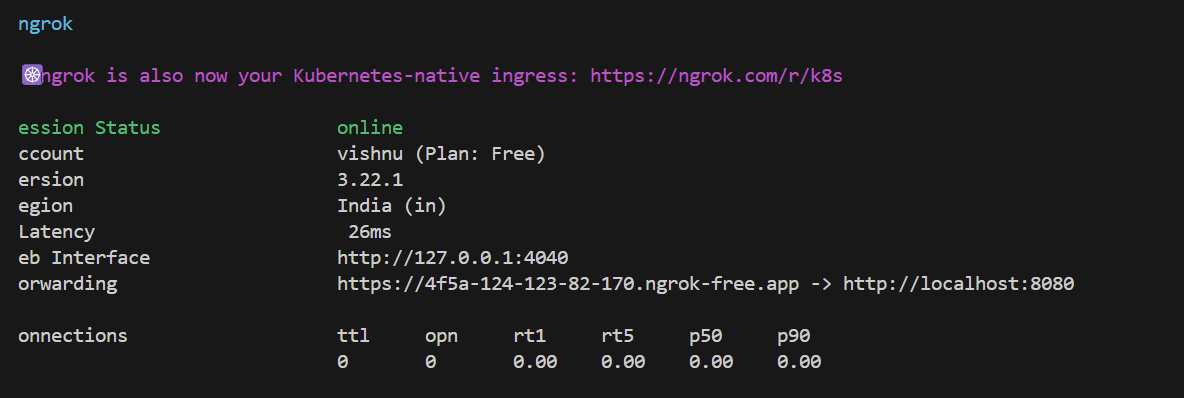 ngrok
ngrok is also now your Kubernetes-native ingress: https://ngrok.com/r/k8s
ession Status online
ccount vishnu (Plan: Free)
ersion 3.22.1
egion India (in)
Latency 26ms
eb Interface http://127.0.0.1:4040
orwarding https://4f5a-124-123-82-170.ngrok-free.app -> http://localhost:8080
onnections ttl opn rt1 rt5 p50 p90
0 0 0.00 0.00 0.00 0.00